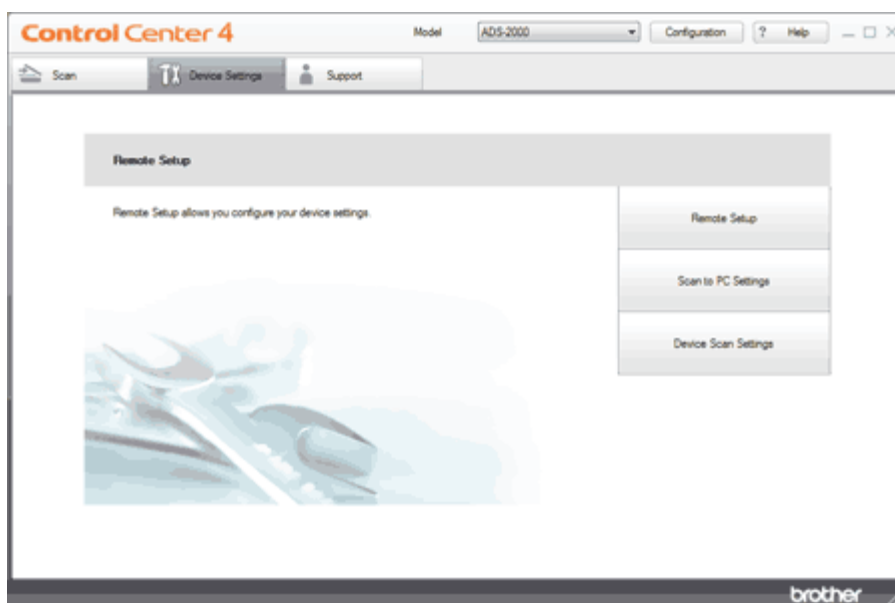 Control Center 4 Model ADS-2000 Configuration ? Help
Scan Device Settings Support
Remote Setup
Remote Setup allows you configure your device settings.
Remote Setup
Scan to PC Settings
Device Scan Settings
brother